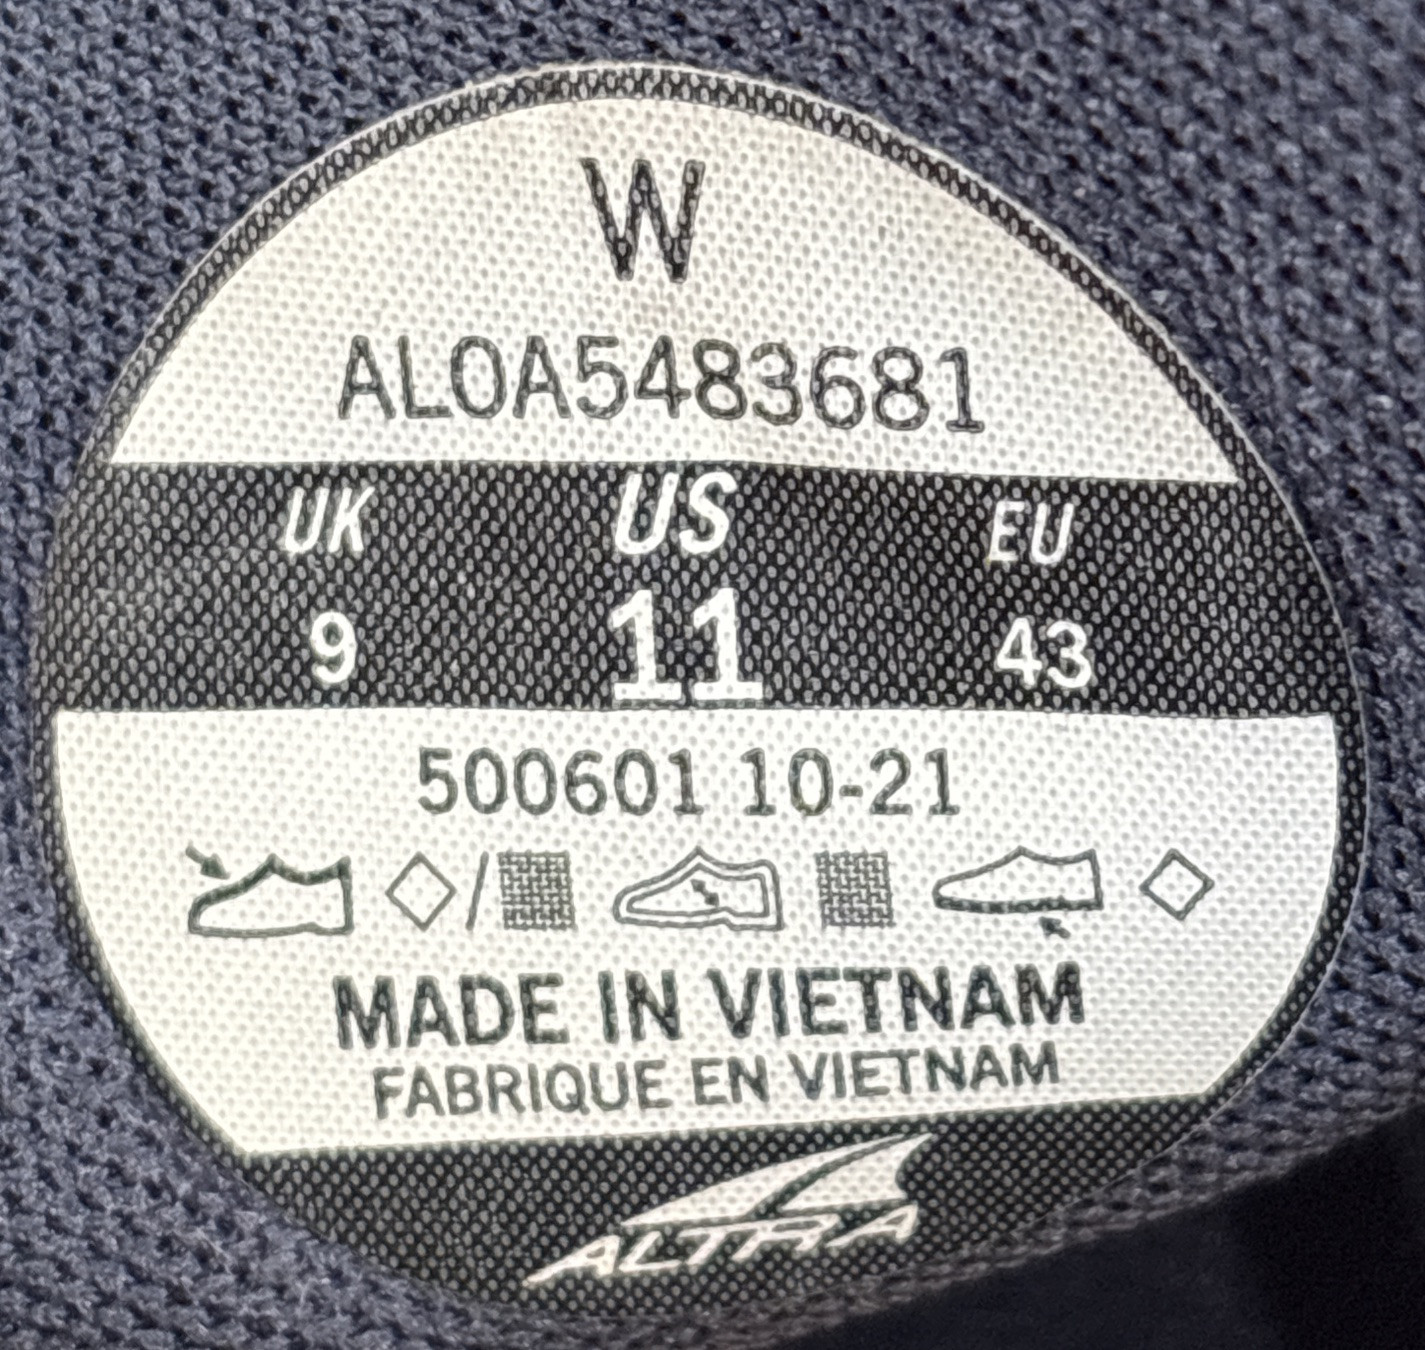 W
AL0A5483681
UK US EU
9 11 43
500601 10-21
MADE IN VIETNAM
FABRIQUE EN VIETNAM
ALTRA